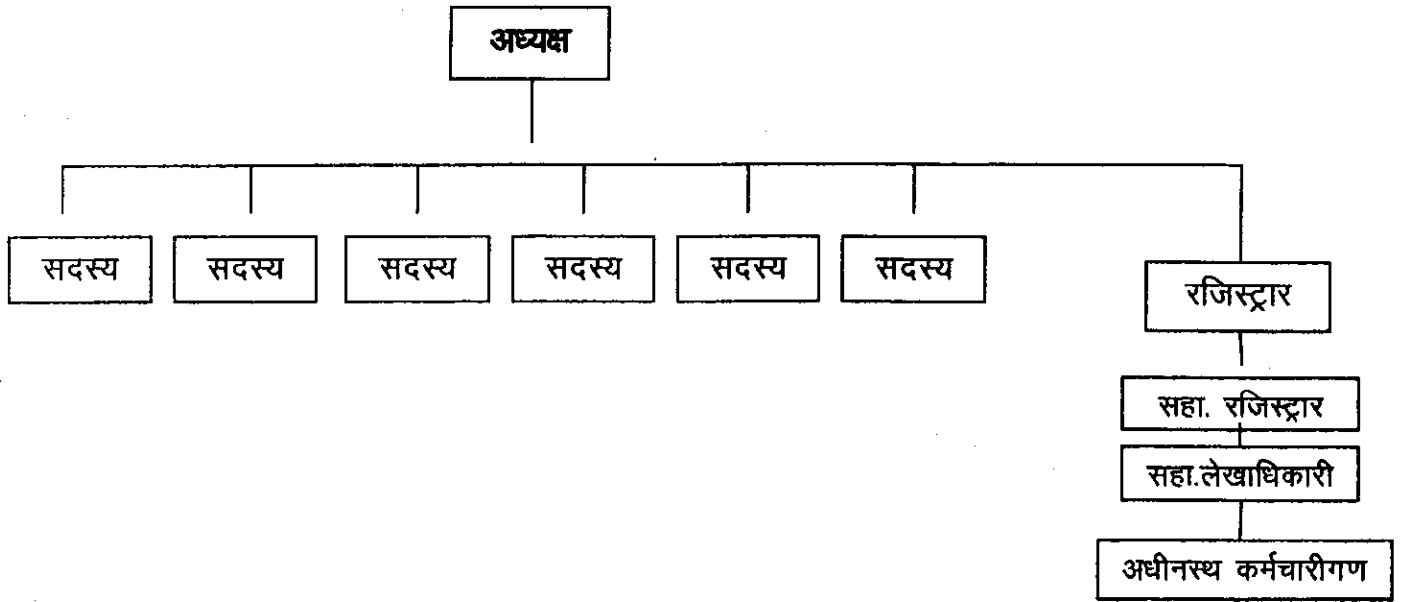 अध्यक्ष
सदस्य सदस्य सदस्य सदस्य सदस्य सदस्य
रजिस्ट्रार
सहा. रजिस्ट्रार
सहा.लेखाधिकारी
अधीनस्थ कर्मचारीगण